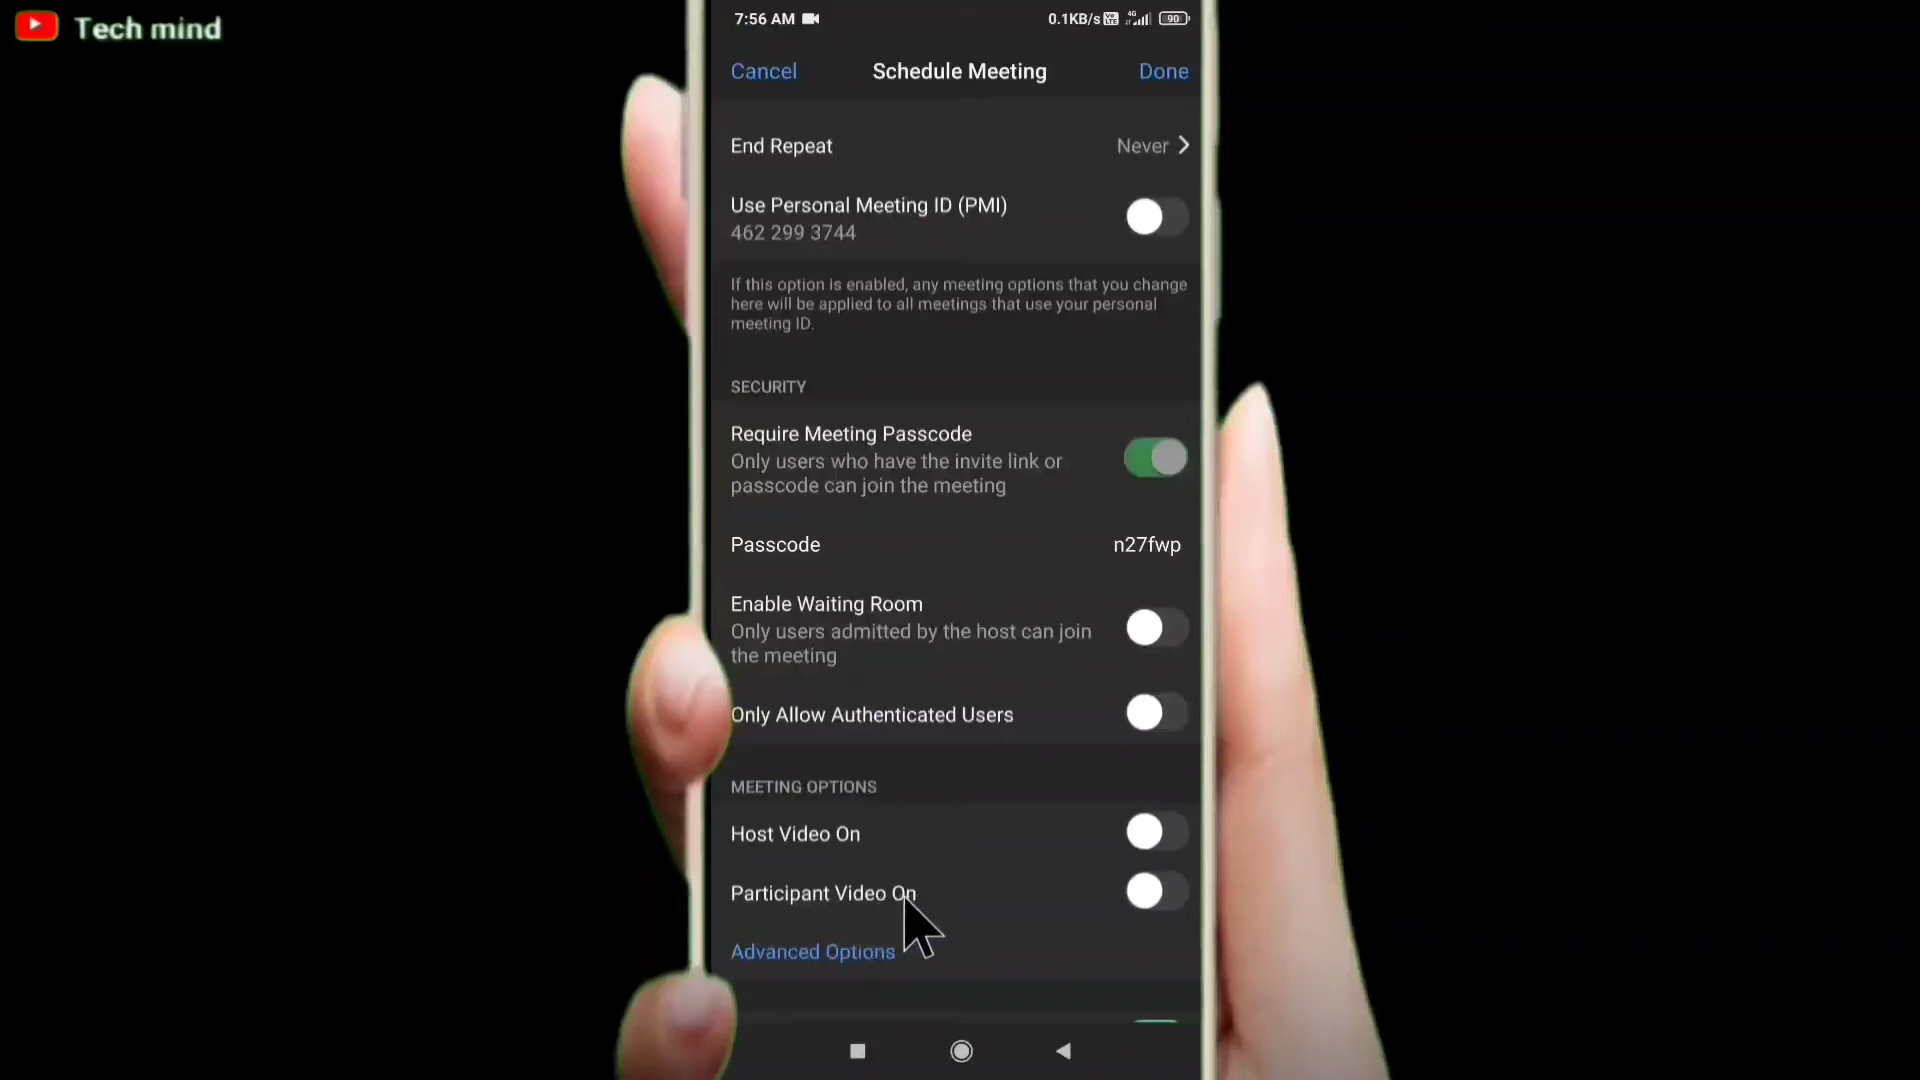 Tech mind
7:56 AM
0.1KB/s Vo LTE 4G 90
Cancel
Schedule Meeting
Done
End Repeat
Never
Use Personal Meeting ID (PMI)
462 299 3744
If this option is enabled, any meeting options that you change
here will be applied to all meetings that use your personal
meeting ID.
SECURITY
Require Meeting Passcode
Only users who have the invite link or
passcode can join the meeting
Passcode
n27fwp
Enable Waiting Room
Only users admitted by the host can join
the meeting
Only Allow Authenticated Users
MEETING OPTIONS
Host Video On
Participant Video On
Advanced Options